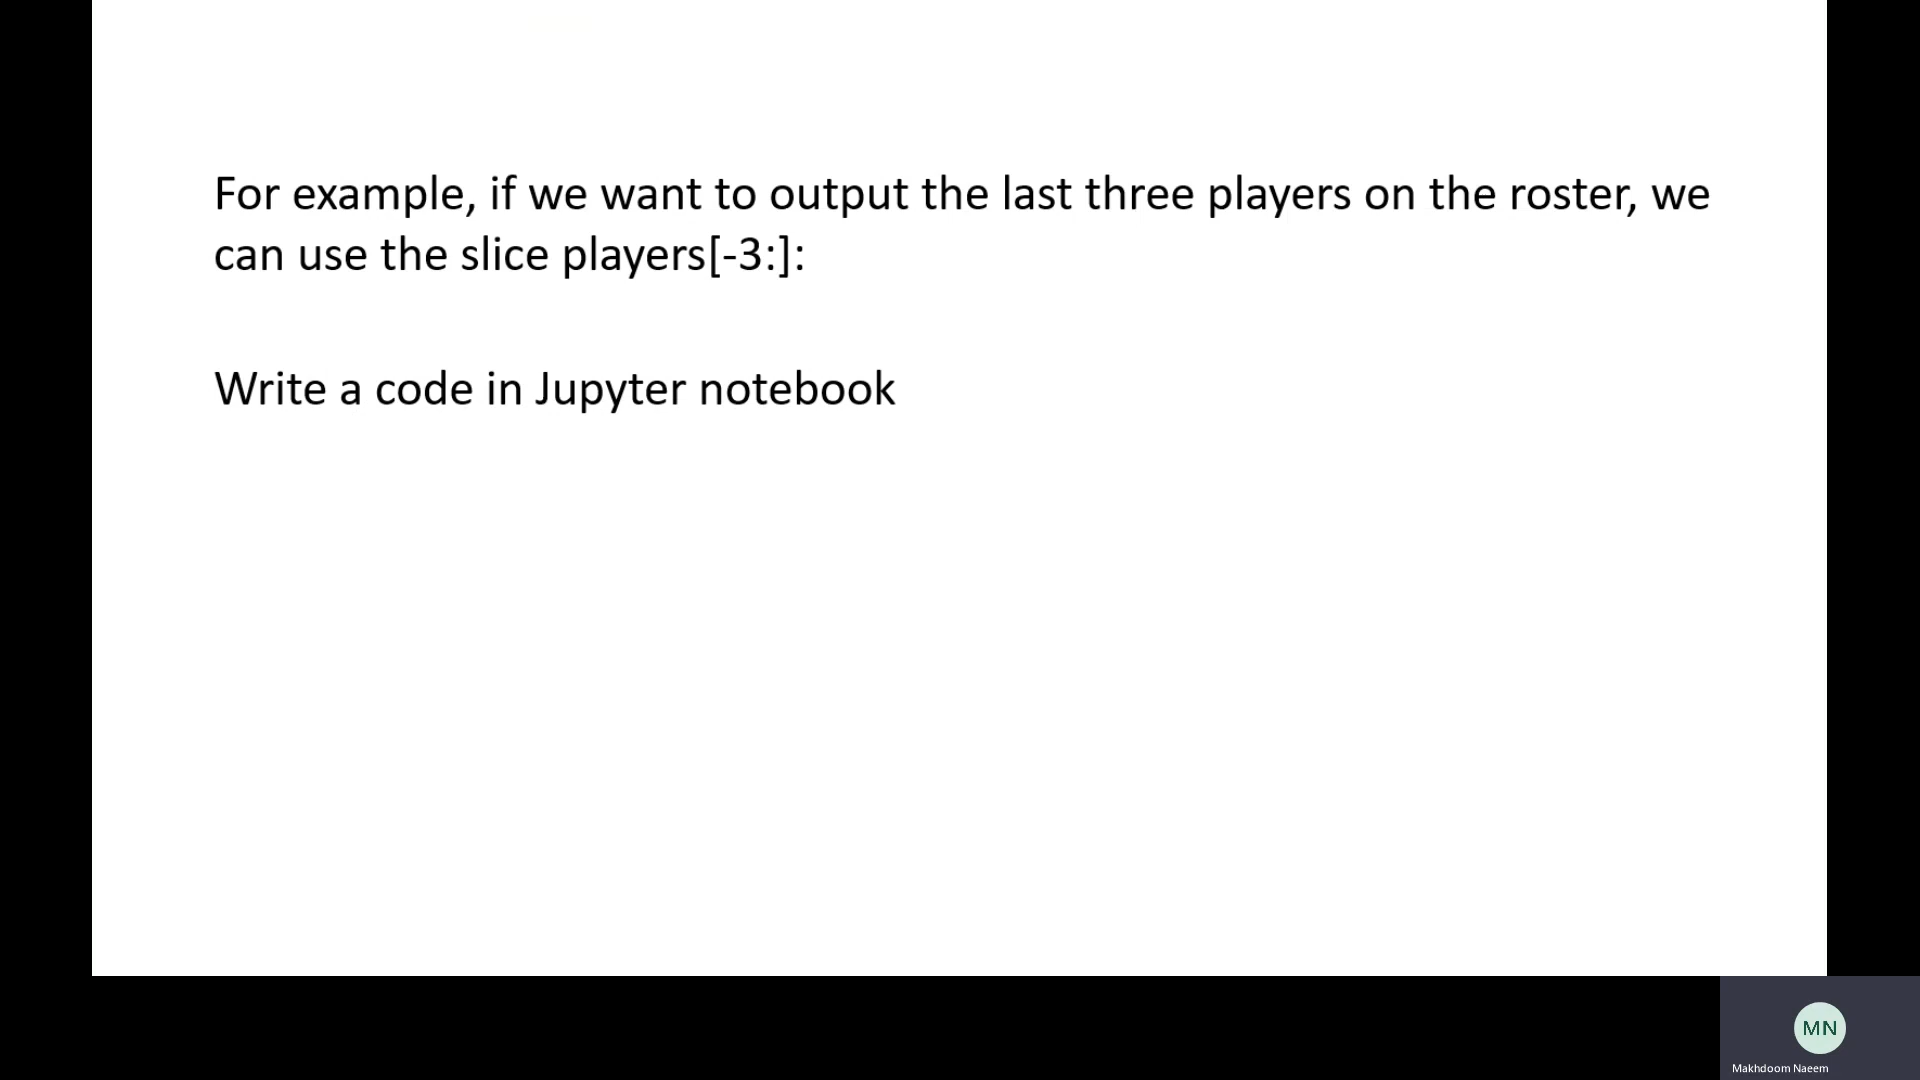 For example, if we want to output the last three players on the roster, we
can use the slice players[-3:]:
Write a code in Jupyter notebook
MN
Makhdoom Naeem